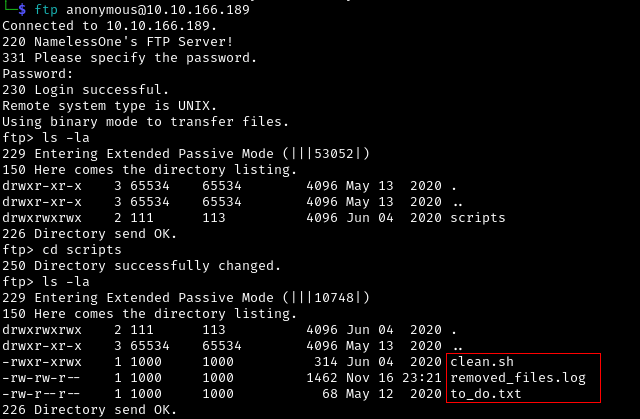 └─$ ftp anonymous@10.10.166.189
Connected to 10.10.166.189.
220 NamelessOne's FTP Server!
331 Please specify the password.
Password:
230 Login successful.
Remote system type is UNIX.
Using binary mode to transfer files.
ftp> ls -la
229 Entering Extended Passive Mode (|||53052|)
150 Here comes the directory listing.
drwxr-xr-x    3 65534    65534        4096 May 13  2020 .
drwxr-xr-x    3 65534    65534        4096 May 13  2020 ..
drwxrwxrwx    2 111      113          4096 Jun 04  2020 scripts
226 Directory send OK.
ftp> cd scripts
250 Directory successfully changed.
ftp> ls -la
229 Entering Extended Passive Mode (|||10748|)
150 Here comes the directory listing.
drwxrwxrwx    2 111      113          4096 Jun 04  2020 .
drwxr-xr-x    3 65534    65534        4096 May 13  2020 ..
-rwxr-xrwx    1 1000     1000          314 Jun 04  2020 clean.sh
-rw-rw-r--    1 1000     1000         1462 Nov 16 23:21 removed_files.log
-rw-r--r--    1 1000     1000           68 May 12  2020 to_do.txt
226 Directory send OK.